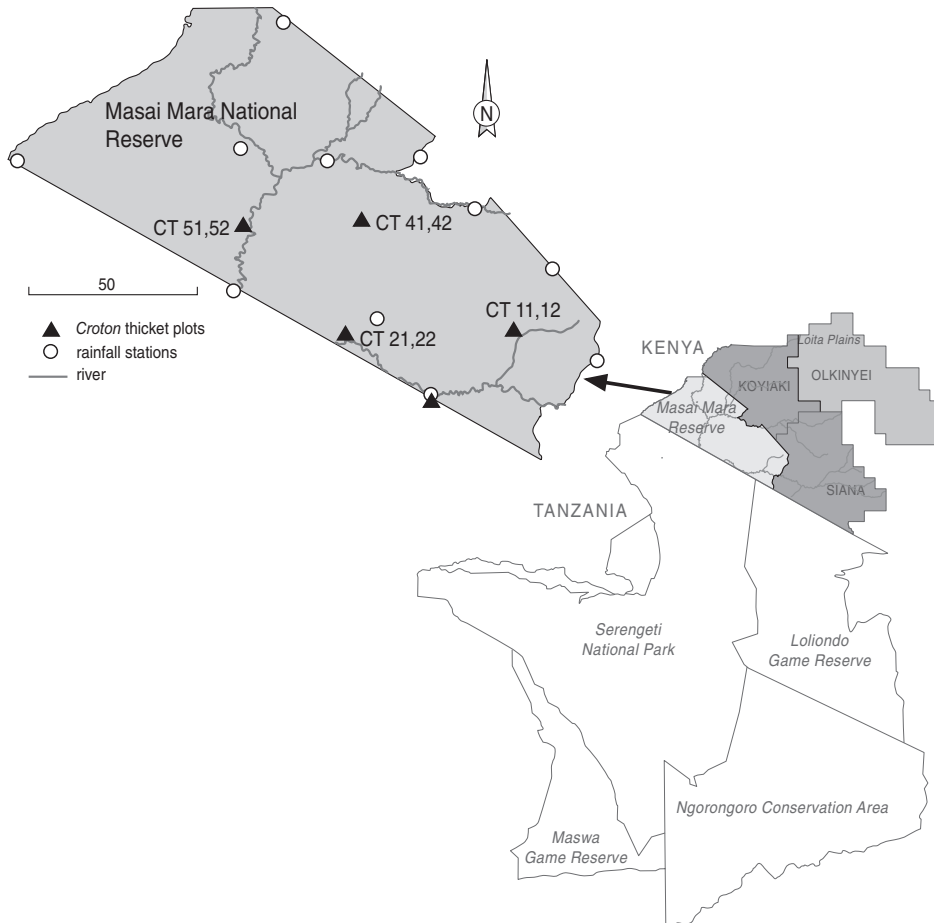 N
Masai Mara National
Reserve
CT 51,52
CT 41,42
50
CT 11,12
Croton thicket plots
CT 21,22
rainfall stations
river
KENYA
Loita Plains
KOYIAKI
OLKINYEI
Masai Mara
Reserve
SIANA
TANZANIA
Serengeti
National Park
Loliondo
Game Reserve
Ngorongoro Conservation Area
Maswa
Game Reserve